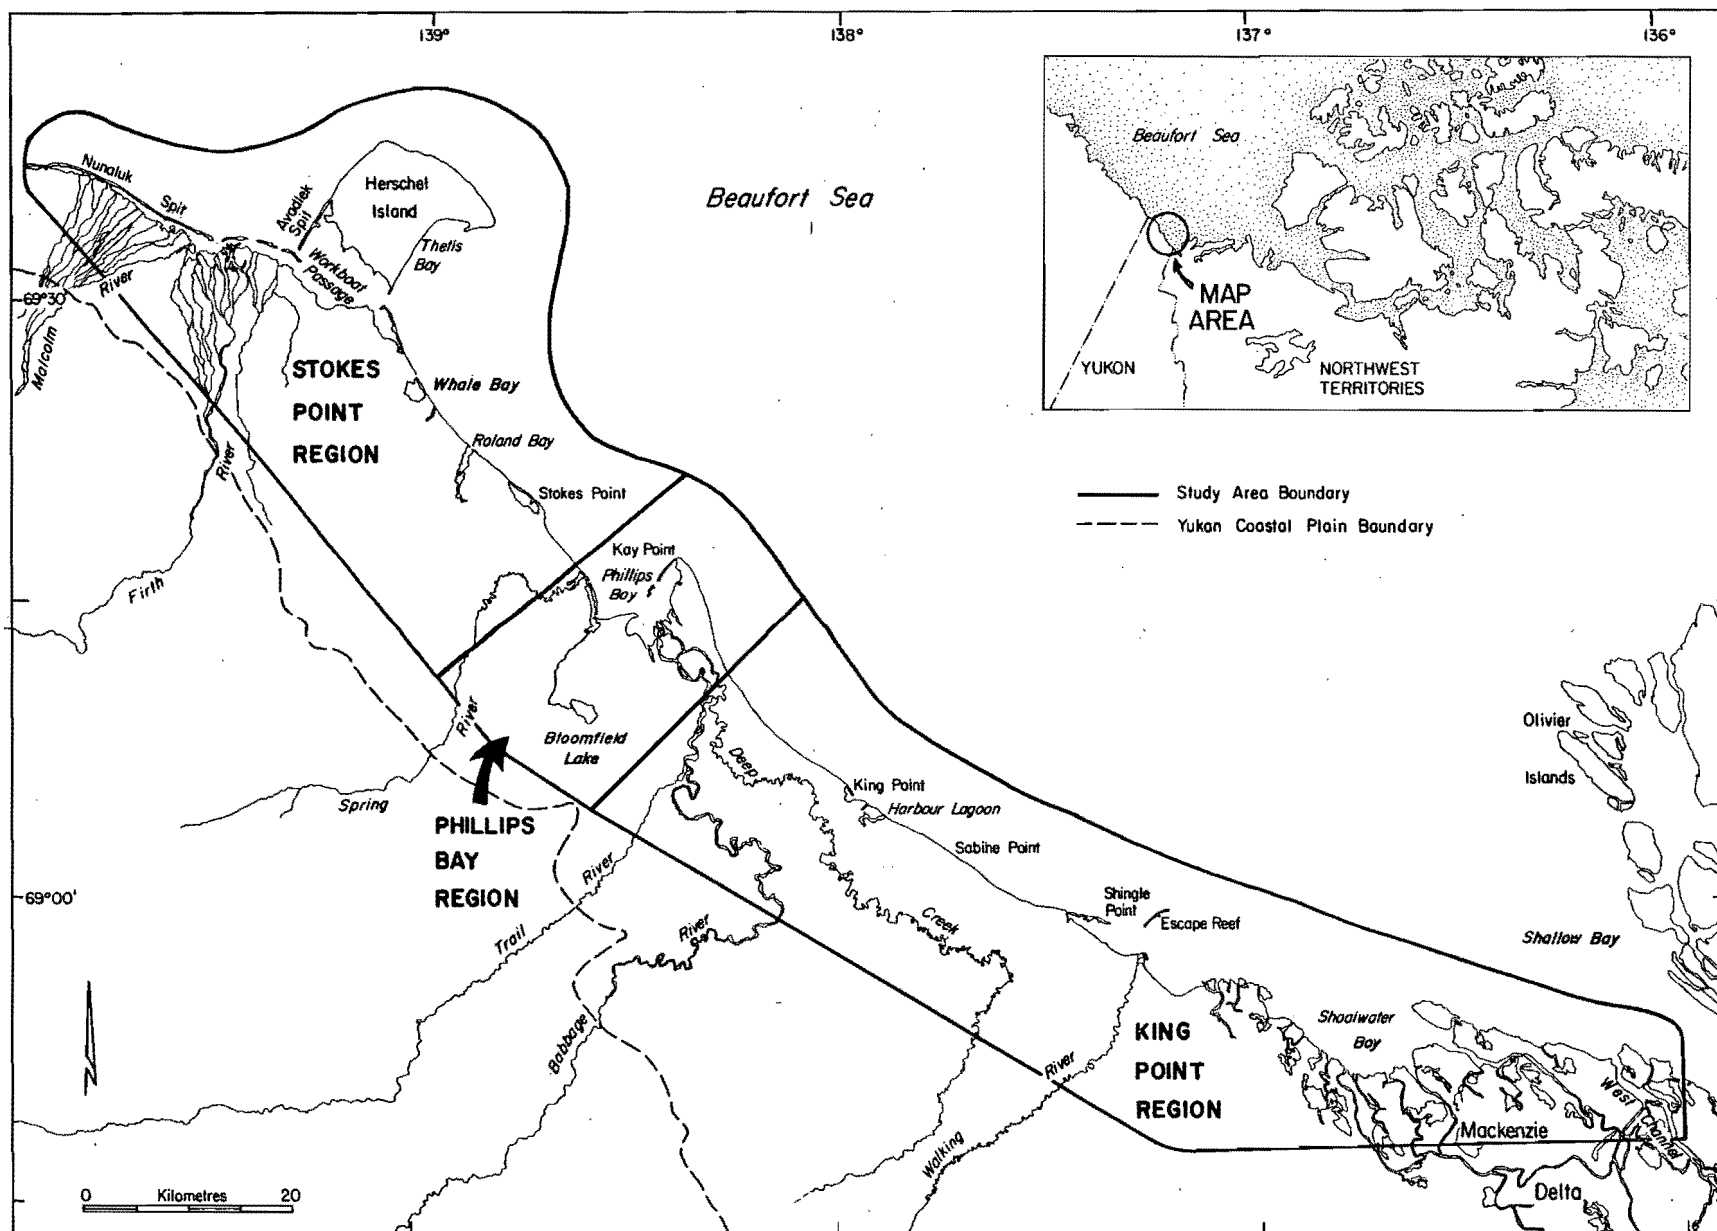 139°
138°
137°
136°
Beaufort Sea
Nunaluk
Spit
Avadlek
Spit
Herschel
Island
Thetis
Bay
Workboat
Passage
Beaufort Sea
MAP
AREA
YUKON
NORTHWEST
TERRITORIES
River
69°30'
Malcolm
STOKES
POINT
REGION
Whale Bay
Roland Bay
River
Stokes Point
Study Area Boundary
Yukon Coastal Plain Boundary
Kay Point
Phillips
Bay
Firth
River
Bloomfield
Lake
Deep
Olivier
Islands
Spring
King Point
Harbour Lagoon
Sabine Point
PHILLIPS
BAY
REGION
River
69°00'
Trail
River
Creek
Shingle
Point
Escape Reef
Shallow Bay
Babbage
KING
POINT
REGION
Shoalwater
Bay
River
Walking
West
Channel
Mackenzie
Delta
0 Kilometres 20